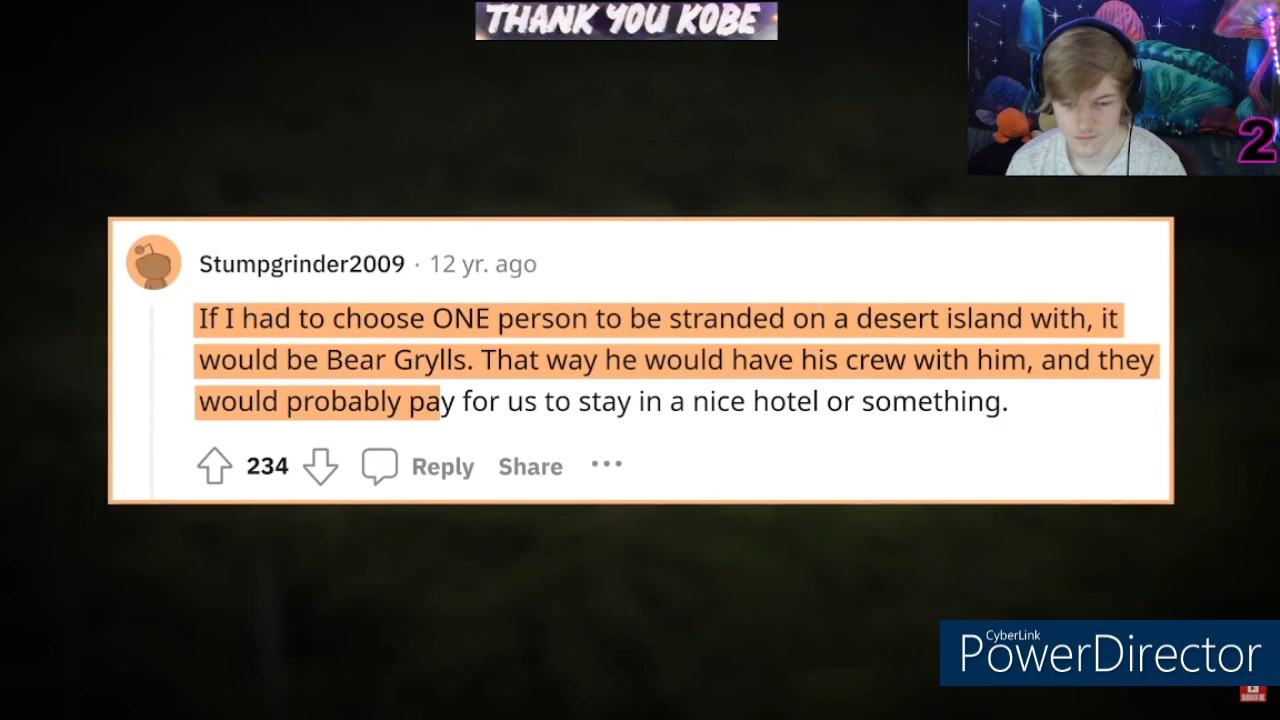 THANK YOU KOBE
2
Stumpgrinder2009 · 12 yr. ago
If I had to choose ONE person to be stranded on a desert island with, it
would be Bear Grylls. That way he would have his crew with him, and they
would probably pay for us to stay in a nice hotel or something.
234 Reply Share ···
CyberLink
PowerDirector
SUBSCRIBE